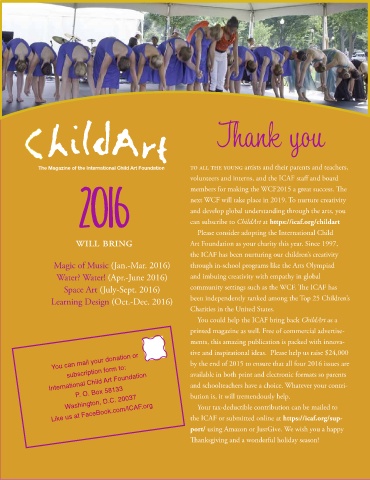 ChildArt
The Magazine of the International Child Art Foundation
2016
WILL BRING
Magic of Music (Jan.-Mar. 2016)
Water? Water! (Apr.-June 2016)
Space Art (July-Sept. 2016)
Learning Design (Oct.-Dec. 2016)
You can mail your donation or
subscription form to:
International Child Art Foundation
P. O. Box 58133
Washington, D.C. 20037
Like us at FaceBook.com/ICAF.org
Thank you
TO ALL THE YOUNG ARTISTS and their parents and teachers,
volunteers and interns, and the ICAF staff and board
members for making the WCF2015 a great success. The
next WCF will take place in 2019. To nurture creativity
and develop global understanding through the arts, you
can subscribe to ChildArt at https://icaf.org/childart
Please consider adopting the International Child
Art Foundation as your charity this year. Since 1997,
the ICAF has been nurturing our children's creativity
through in-school programs like the Arts Olympiad
and imbuing creativity with empathy at global
community settings such as the WCF. The ICAF has
been independently ranked among the Top 25 Children's
Charities in the United States.
You could help the ICAF bring back ChildArt as a
printed magazine as well. Free of commercial advertise-
ments, this amazing publication is packed with innova-
tive and inspirational ideas. Please help us raise $24,000
by the end of 2015 to ensure that all four 2016 issues are
available in both print and electronic formats so parents
and schoolteachers have a choice. Whatever your contri-
bution is, it will tremendously help.
Your tax-deductible contribution can be mailed to
the ICAF or submitted online at https://icaf.org/sup-
port/ using Amazon or JustGive. We wish you a happy
Thanksgiving and a wonderful holiday season!